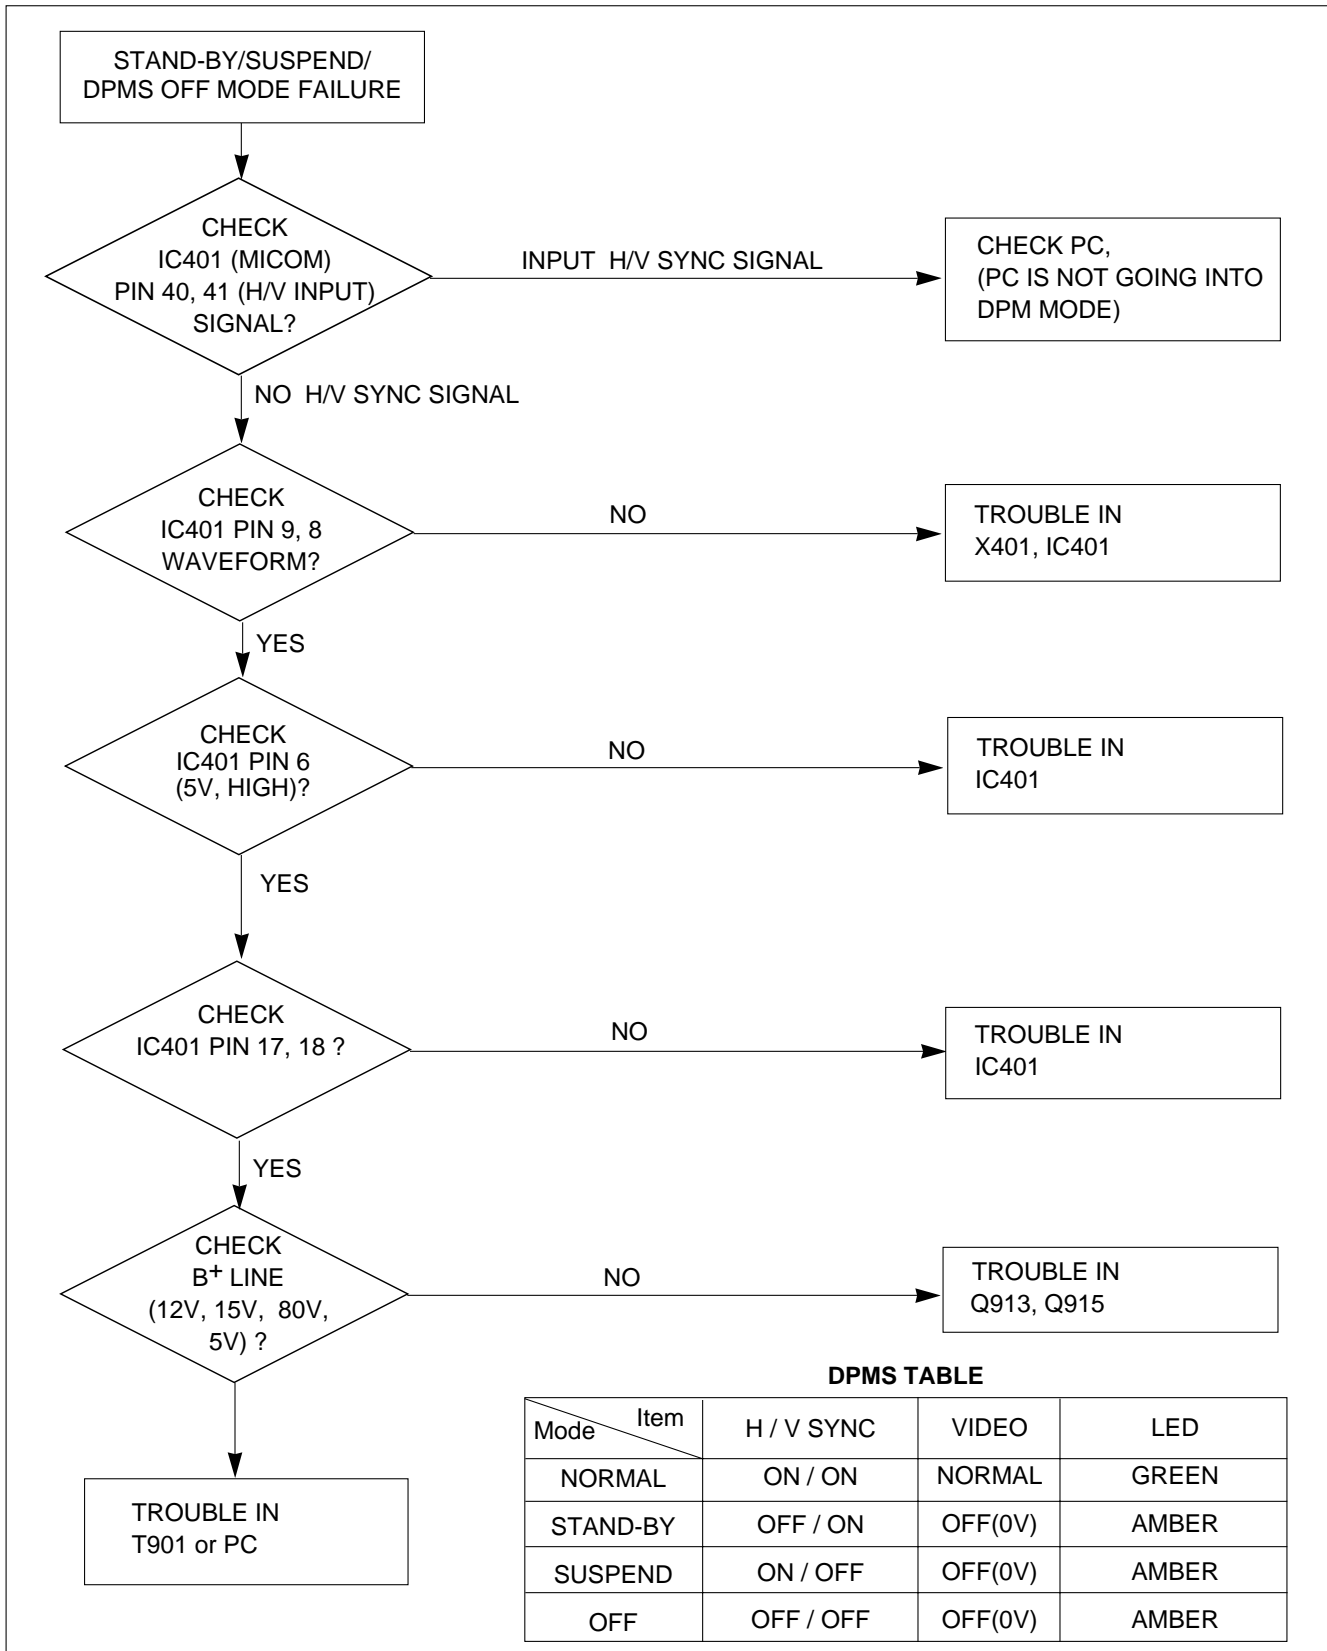 STAND-BY/SUSPEND/
DPMS OFF MODE FAILURE
CHECK
IC401 (MICOM)
PIN 40, 41 (H/V INPUT)
SIGNAL?
INPUT H/V SYNC SIGNAL
CHECK PC,
(PC IS NOT GOING INTO
DPM MODE)
NO H/V SYNC SIGNAL
CHECK
IC401 PIN 9, 8
WAVEFORM?
NO
TROUBLE IN
X401, IC401
YES
CHECK
IC401 PIN 6
(5V, HIGH)?
NO
TROUBLE IN
IC401
YES
CHECK
IC401 PIN 17, 18 ?
NO
TROUBLE IN
IC401
YES
CHECK
B+ LINE
(12V, 15V, 80V,
5V) ?
NO
TROUBLE IN
Q913, Q915
TROUBLE IN
T901 or PC
DPMS TABLE
Mode Item H / V SYNC VIDEO LED
NORMAL ON / ON NORMAL GREEN
STAND-BY OFF / ON OFF(0V) AMBER
SUSPEND ON / OFF OFF(0V) AMBER
OFF OFF / OFF OFF(0V) AMBER